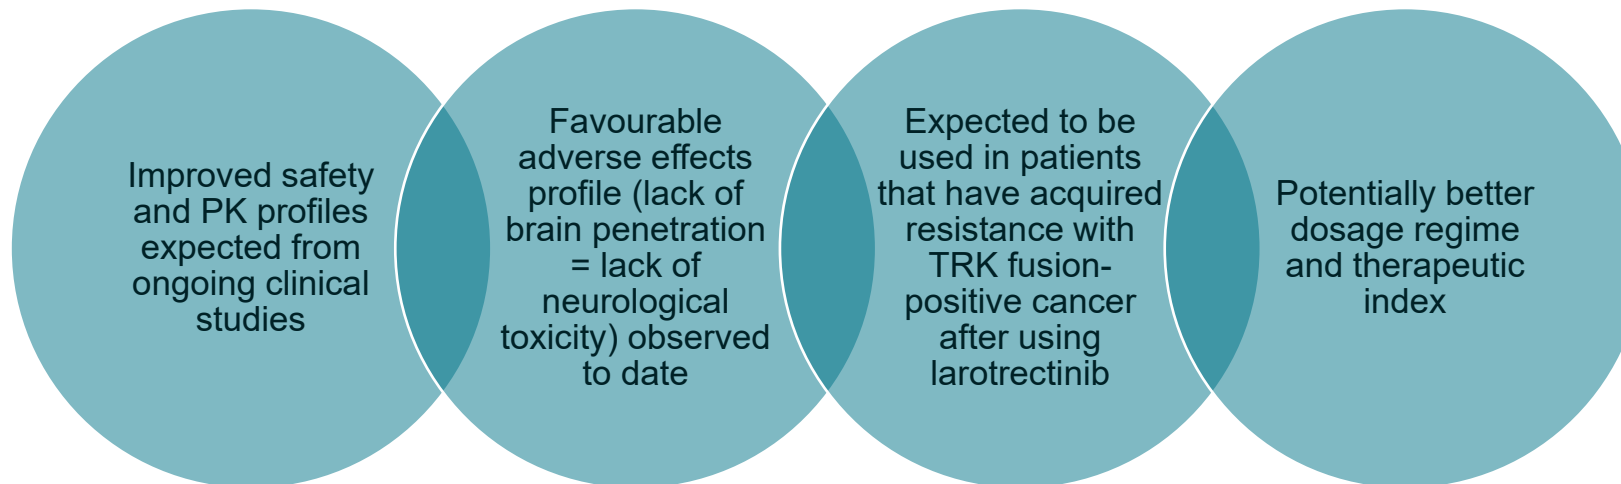 Improved safety
and PK profiles
expected from
ongoing clinical
studies
Favourable
adverse effects
profile (lack of
brain penetration
= lack of
neurological
toxicity) observed
to date
Expected to be
used in patients
that have acquired
resistance with
TRK fusion-
positive cancer
after using
larotrectinib
Potentially better
dosage regime
and therapeutic
index